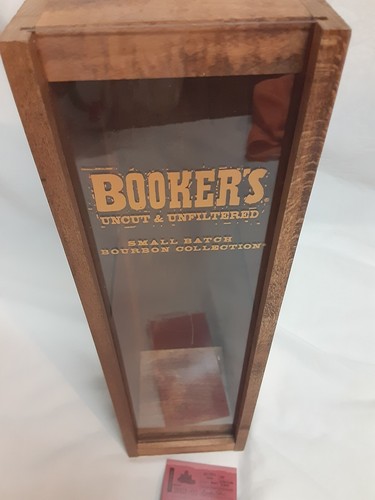 BOOKER'S
UNCUT & UNFILTERED
SMALL BATCH
BOURBON COLLECTION